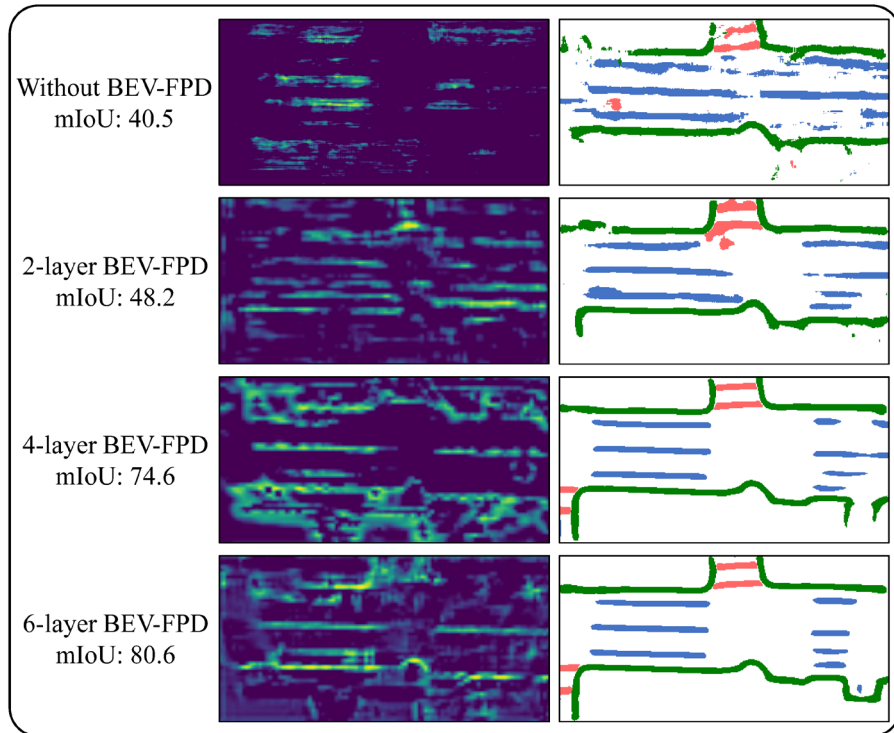 Without BEV-FPD
mIoU: 40.5
2-layer BEV-FPD
mIoU: 48.2
4-layer BEV-FPD
mIoU: 74.6
6-layer BEV-FPD
mIoU: 80.6